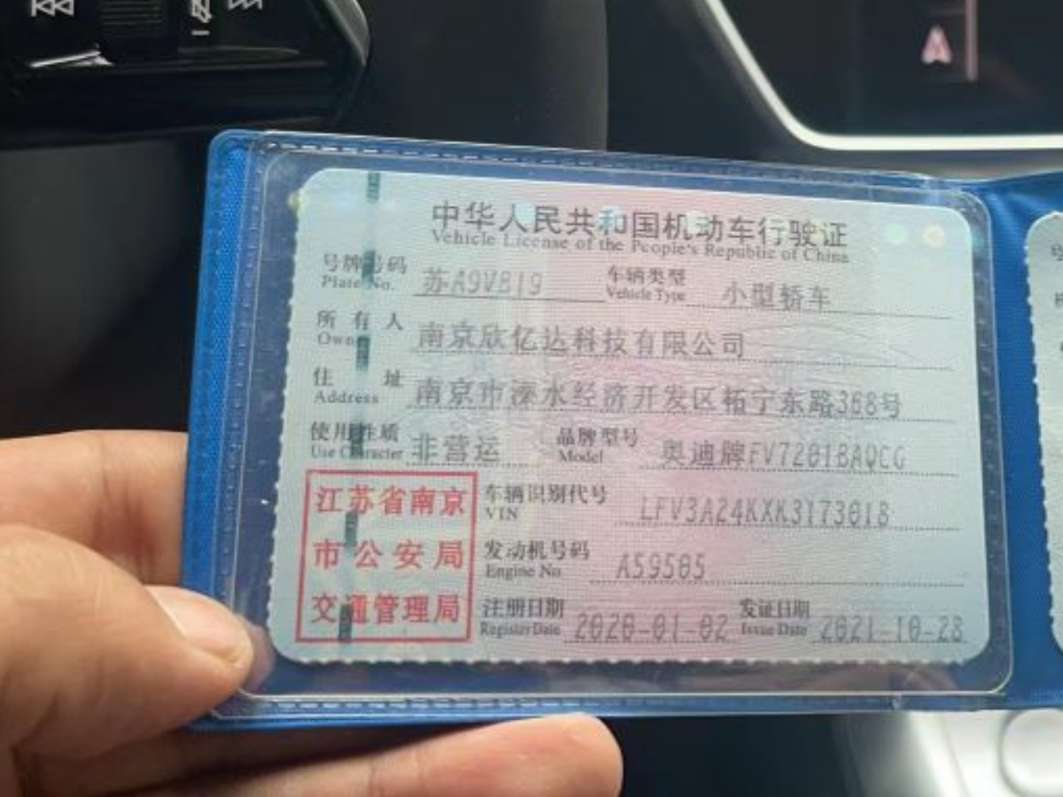 中华人民共和国机动车行驶证
Vehicle License of the People's Republic of China
号牌号码 苏A9VB19 车辆类型 小型轿车
Plate No. Vehicle Type
所有人 南京欣亿达科技有限公司
Owner
住址 南京市溧水经济开发区柘宁东路368号
Address
使用性质 非营运 品牌型号 奥迪牌FV7201BAQCG
Use Character Model
江苏省南京
市公安局
交通管理局
车辆识别代号 LFV3A24KXK3173018
VIN
发动机号码 A59505
Engine No.
注册日期 2020-01-02 发证日期 2021-10-28
Register Date Issue Date